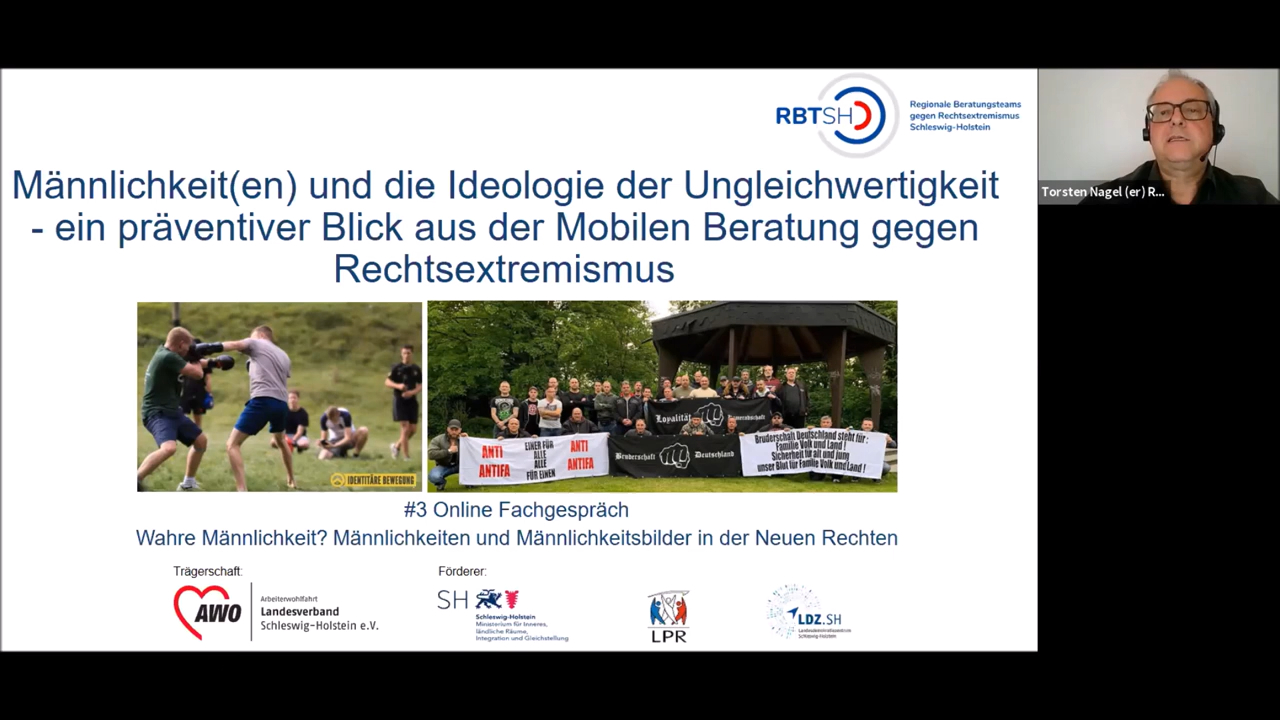 RBTSH
Regionale Beratungsteams
gegen Rechtsextremismus
Schleswig-Holstein
Torsten Nagel (er) R...
Männlichkeit(en) und die Ideologie der Ungleichwertigkeit
- ein präventiver Blick aus der Mobilen Beratung gegen
Rechtsextremismus
IDENTITÄRE BEWEGUNG
Loyalität
ANTI
ANTIFA
EINER FÜR
ALLE
ALLE
FÜR EINEN
ANTI
ANTIFA
Bruderschaft Deutschland
Bruderschaft Deutschland steht für:
Familie Volk und Land!
Sicherheit für alt und jung
unser Blut für Familie Volk und Land!
#3 Online Fachgespräch
Wahre Männlichkeit? Männlichkeiten und Männlichkeitsbilder in der Neuen Rechten
Trägerschaft:
Förderer:
AWO
Arbeiterwohlfahrt
Landesverband
Schleswig-Holstein e.V.
SH
Schleswig-Holstein
Ministerium für Inneres,
ländliche Räume,
Integration und Gleichstellung
LPR
LDZ.SH
Landesdemokratiezentrum
Schleswig-Holstein